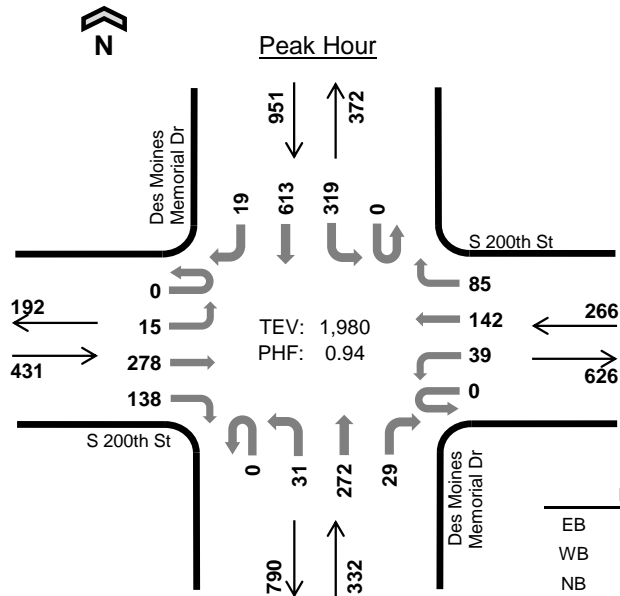 N
Peak Hour
951
372
Des Moines
Memorial Dr
19
613
319
0
S 200th St
192
0
85
15
TEV: 1,980
142
266
431
278
PHF: 0.94
39
626
138
0
S 200th St
0
31
272
29
Des Moines
Memorial Dr
790
332
EB
WB
NB